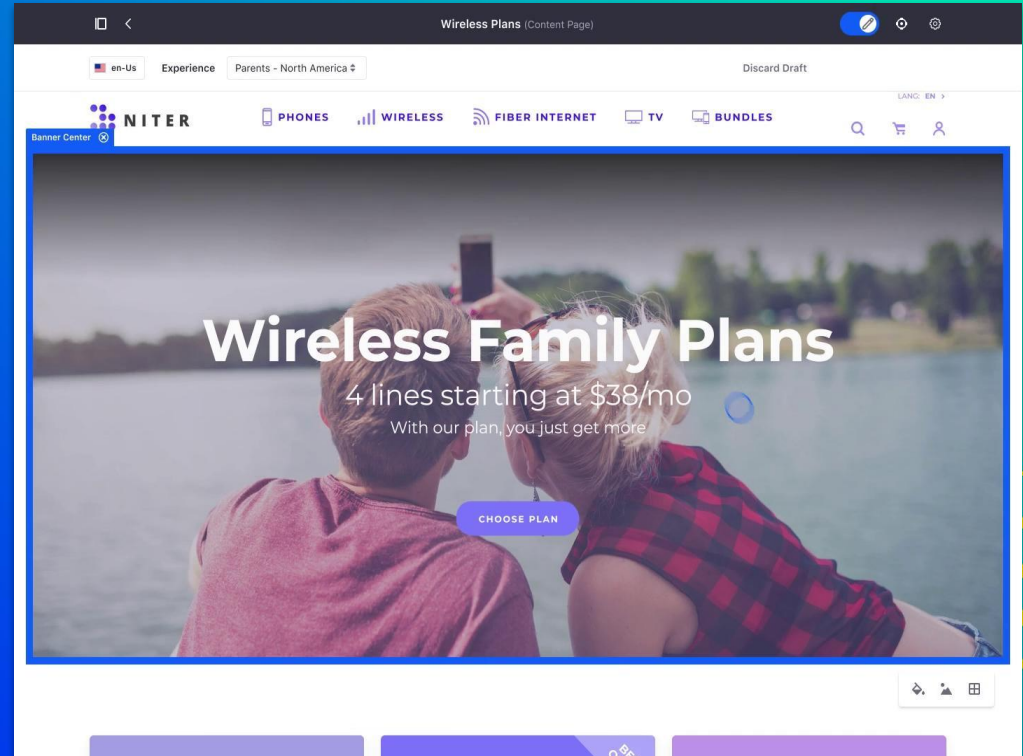 Wireless Plans (Content Page)
en-Us Experience Parents - North America Discard Draft
LANG: EN >
NITER PHONES WIRELESS FIBER INTERNET TV BUNDLES
Banner Center
Wireless Family Plans
4 lines starting at $38/mo
With our plan, you just get more
CHOOSE PLAN